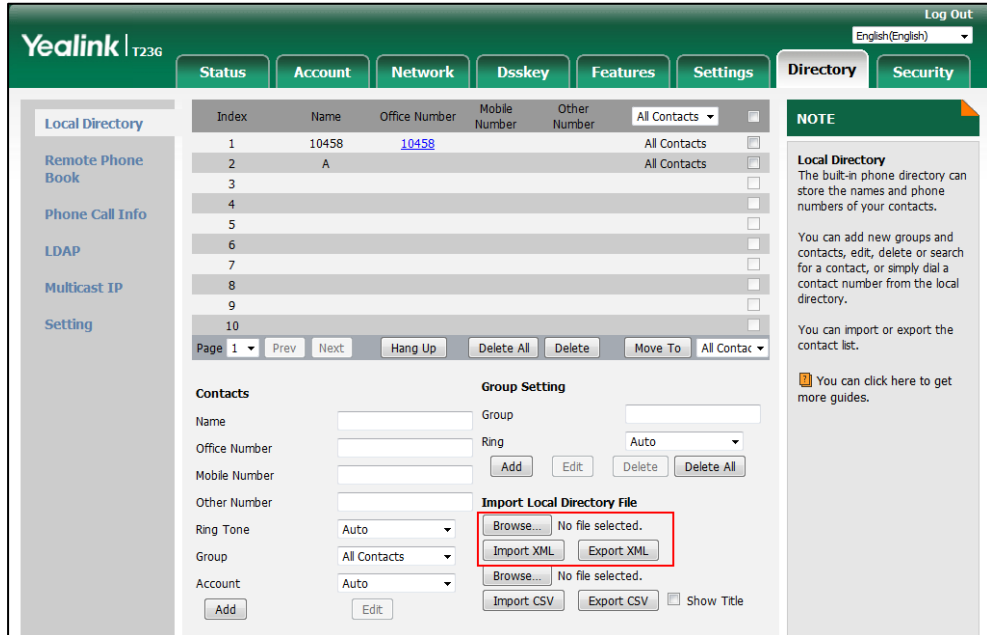 Log Out
Yealink | T23G
English(English)
Status Account Network Dsskey Features Settings Directory Security
Local Directory
Remote Phone
Book
Phone Call Info
LDAP
Multicast IP
Setting
Index Name Office Number Mobile Number Other Number All Contacts
1 10458 10458 All Contacts
2 A All Contacts
3
4
5
6
7
8
9
10
Page 1 Prev Next Hang Up Delete All Delete Move To All Contac
Contacts
Name
Office Number
Mobile Number
Other Number
Ring Tone Auto
Group All Contacts
Account Auto
Add Edit
Group Setting
Group
Ring Auto
Add Edit Delete Delete All
Import Local Directory File
Browse... No file selected.
Import XML Export XML
Browse... No file selected.
Import CSV Export CSV Show Title
NOTE
Local Directory
The built-in phone directory can
store the names and phone
numbers of your contacts.
You can add new groups and
contacts, edit, delete or search
for a contact, or simply dial a
contact number from the local
directory.
You can import or export the
contact list.
You can click here to get
more guides.